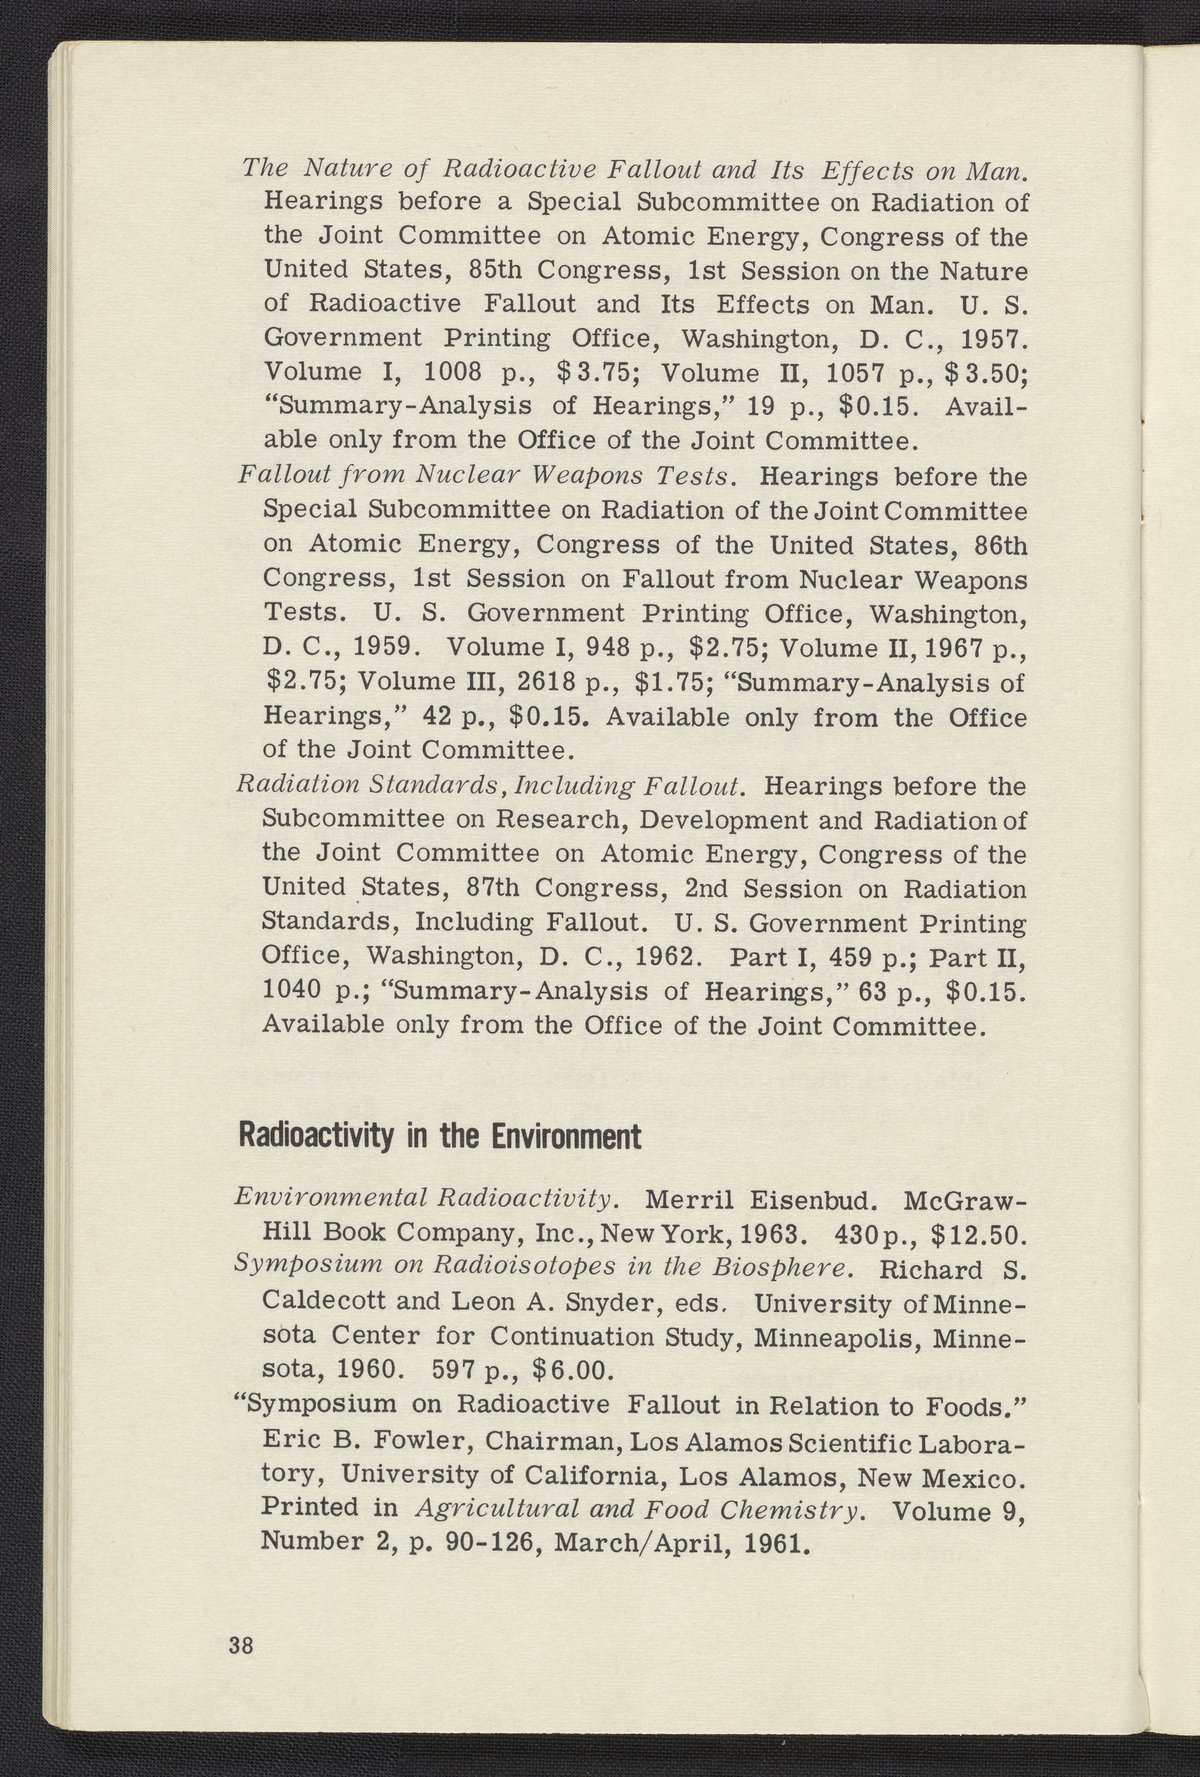 The Nature of Radioactive Fallout and Its Effects on Man.
Hearings before a Special Subcommittee on Radiation of
the Joint Committee on Atomic Energy, Congress of the
United States, 85th Congress, 1st Session on the Nature
of Radioactive Fallout and Its Effects on Man. U. S.
Government Printing Office, Washington, D. C., 1957.
Volume I, 1008 p., $3.75; Volume II, 1057 p., $3.50;
“Summary-Analysis of Hearings,” 19 p., $0.15. Avail-
able only from the Office of the Joint Committee.
Fallout from Nuclear Weapons Tests. Hearings before the
Special Subcommittee on Radiation of the Joint Committee
on Atomic Energy, Congress of the United States, 86th
Congress, 1st Session on Fallout from Nuclear Weapons
Tests. U. S. Government Printing Office, Washington,
D. C., 1959. Volume I, 948 p., $2.75; Volume II, 1967 p.,
$2.75; Volume III, 2618 p., $1.75; “Summary-Analysis of
Hearings,” 42 p., $0.15. Available only from the Office
of the Joint Committee.
Radiation Standards, Including Fallout. Hearings before the
Subcommittee on Research, Development and Radiation of
the Joint Committee on Atomic Energy, Congress of the
United States, 87th Congress, 2nd Session on Radiation
Standards, Including Fallout. U. S. Government Printing
Office, Washington, D. C., 1962. Part I, 459 p.; Part II,
1040 p.; “Summary-Analysis of Hearings,” 63 p., $0.15.
Available only from the Office of the Joint Committee.
Radioactivity in the Environment
Environmental Radioactivity. Merril Eisenbud. McGraw-
Hill Book Company, Inc., New York, 1963. 430 p., $12.50.
Symposium on Radioisotopes in the Biosphere. Richard S.
Caldecott and Leon A. Snyder, eds. University of Minne-
sota Center for Continuation Study, Minneapolis, Minne-
sota, 1960. 597 p., $6.00.
“Symposium on Radioactive Fallout in Relation to Foods.”
Eric B. Fowler, Chairman, Los Alamos Scientific Labora-
tory, University of California, Los Alamos, New Mexico.
Printed in Agricultural and Food Chemistry. Volume 9,
Number 2, p. 90-126, March/April, 1961.
38